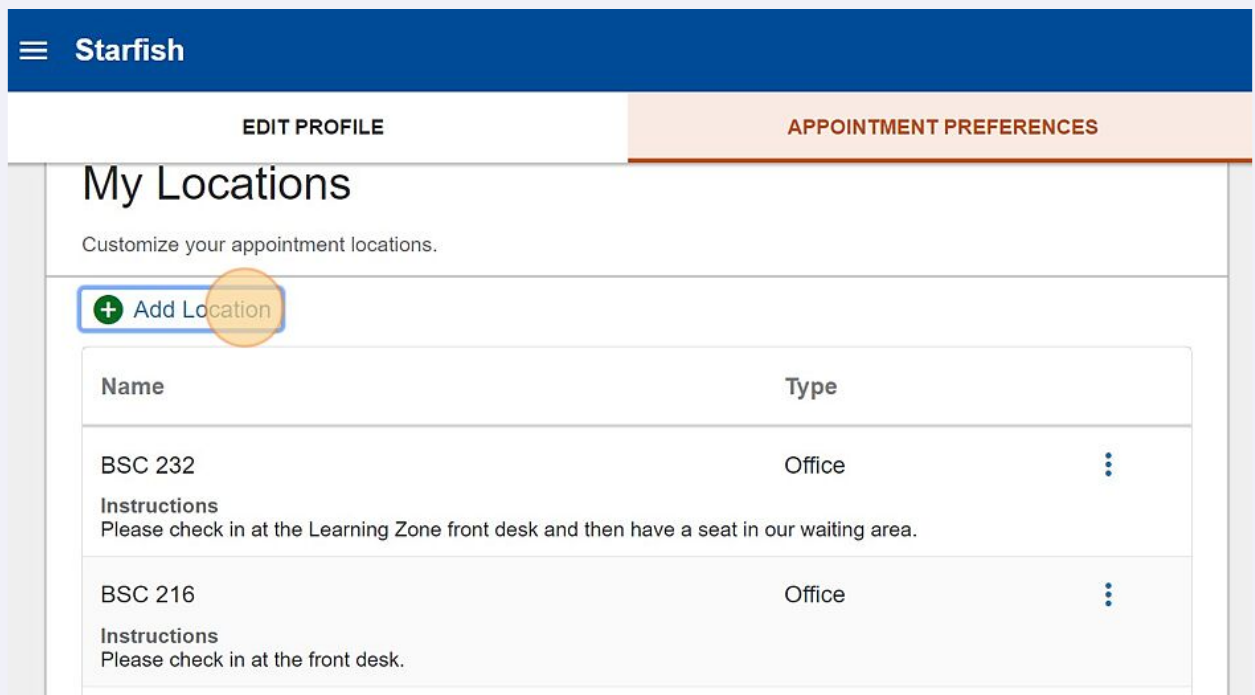 Starfish
EDIT PROFILE
APPOINTMENT PREFERENCES
My Locations
Customize your appointment locations.
Add Location
Name Type
BSC 232 Office
Instructions
Please check in at the Learning Zone front desk and then have a seat in our waiting area.
BSC 216 Office
Instructions
Please check in at the front desk.